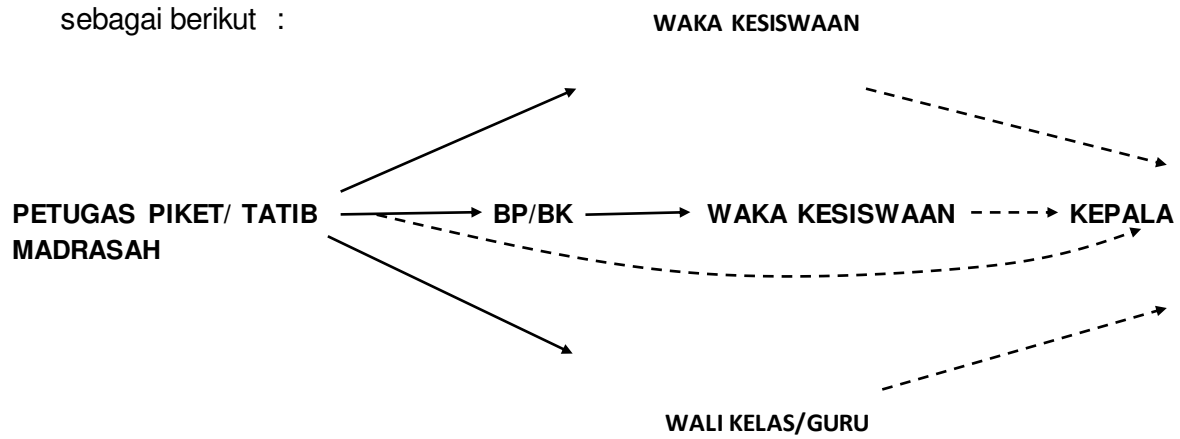 sebagai berikut :
WAKA KESISWAAN
PETUGAS PIKET/ TATIB BP/BK WAKA KESISWAAN KEPALA
MADRASAH
WALI KELAS/GURU